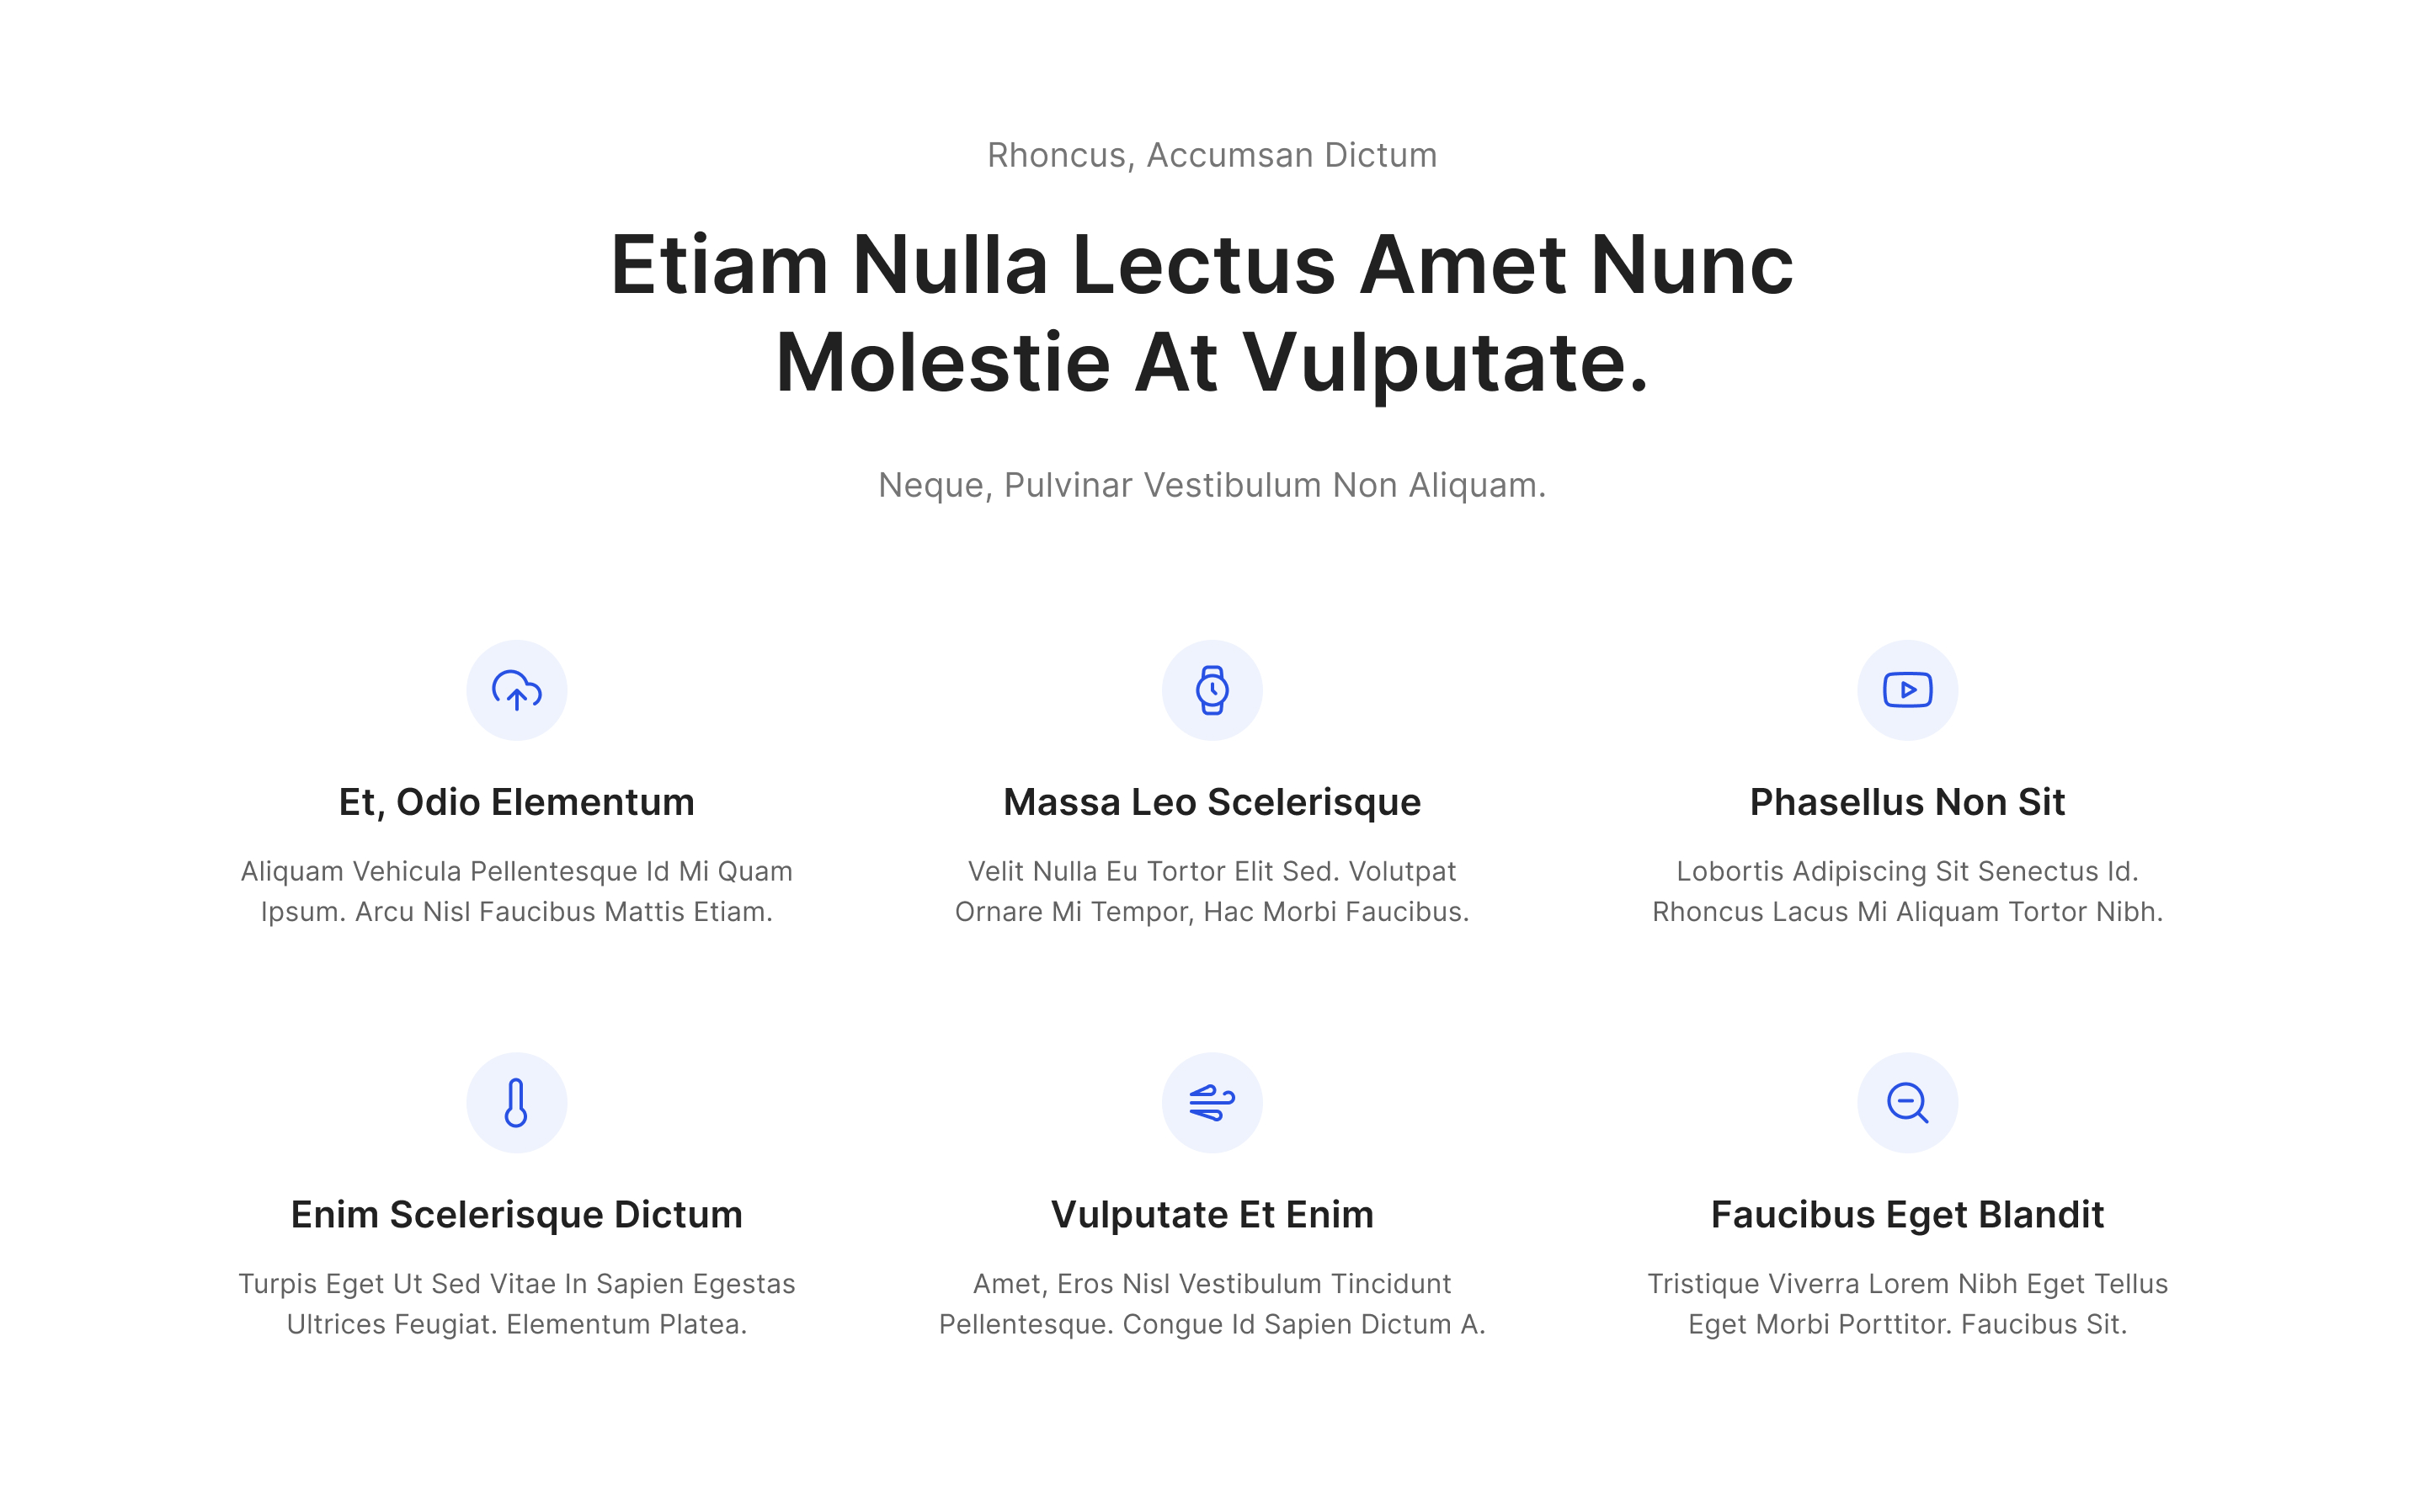 Rhoncus, Accumsan Dictum
Etiam Nulla Lectus Amet Nunc
Molestie At Vulputate.
Neque, Pulvinar Vestibulum Non Aliquam.
Et, Odio Elementum
Aliquam Vehicula Pellentesque Id Mi Quam
Ipsum. Arcu Nisl Faucibus Mattis Etiam.
Massa Leo Scelerisque
Velit Nulla Eu Tortor Elit Sed. Volutpat
Ornare Mi Tempor, Hac Morbi Faucibus.
Phasellus Non Sit
Lobortis Adipiscing Sit Senectus Id.
Rhoncus Lacus Mi Aliquam Tortor Nibh.
Enim Scelerisque Dictum
Turpis Eget Ut Sed Vitae In Sapien Egestas
Ultrices Feugiat. Elementum Platea.
Vulputate Et Enim
Amet, Eros Nisl Vestibulum Tincidunt
Pellentesque. Congue Id Sapien Dictum A.
Faucibus Eget Blandit
Tristique Viverra Lorem Nibh Eget Tellus
Eget Morbi Porttitor. Faucibus Sit.